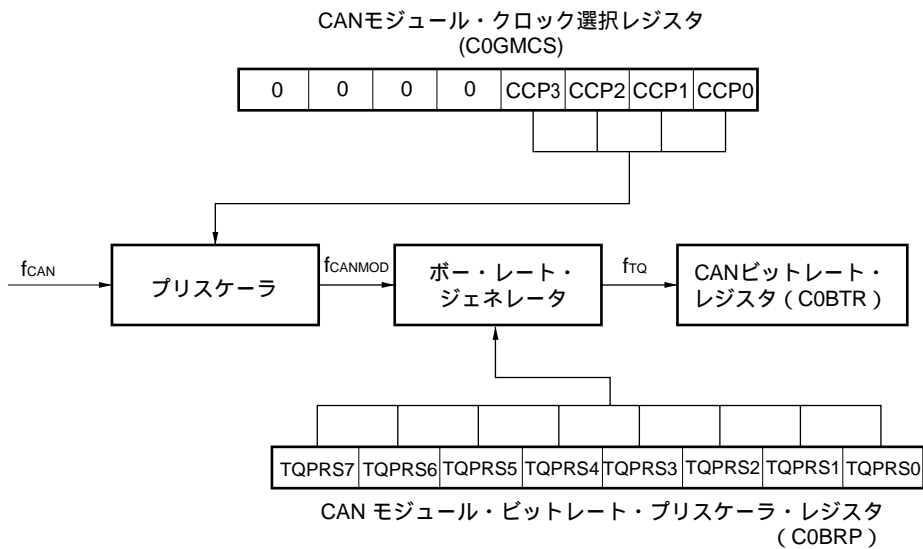 CANモジュール・クロック選択レジスタ
(C0GMCS)
0 0 0 0 CCP3 CCP2 CCP1 CCP0
fCAN
プリスケーラ
fCANMOD
ボー・レート・
ジェネレータ
fTQ
CANビットレート・
レジスタ（C0BTR）
TQPRS7 TQPRS6 TQPRS5 TQPRS4 TQPRS3 TQPRS2 TQPRS1 TQPRS0
CAN モジュール・ビットレート・プリスケーラ・レジスタ
（C0BRP）